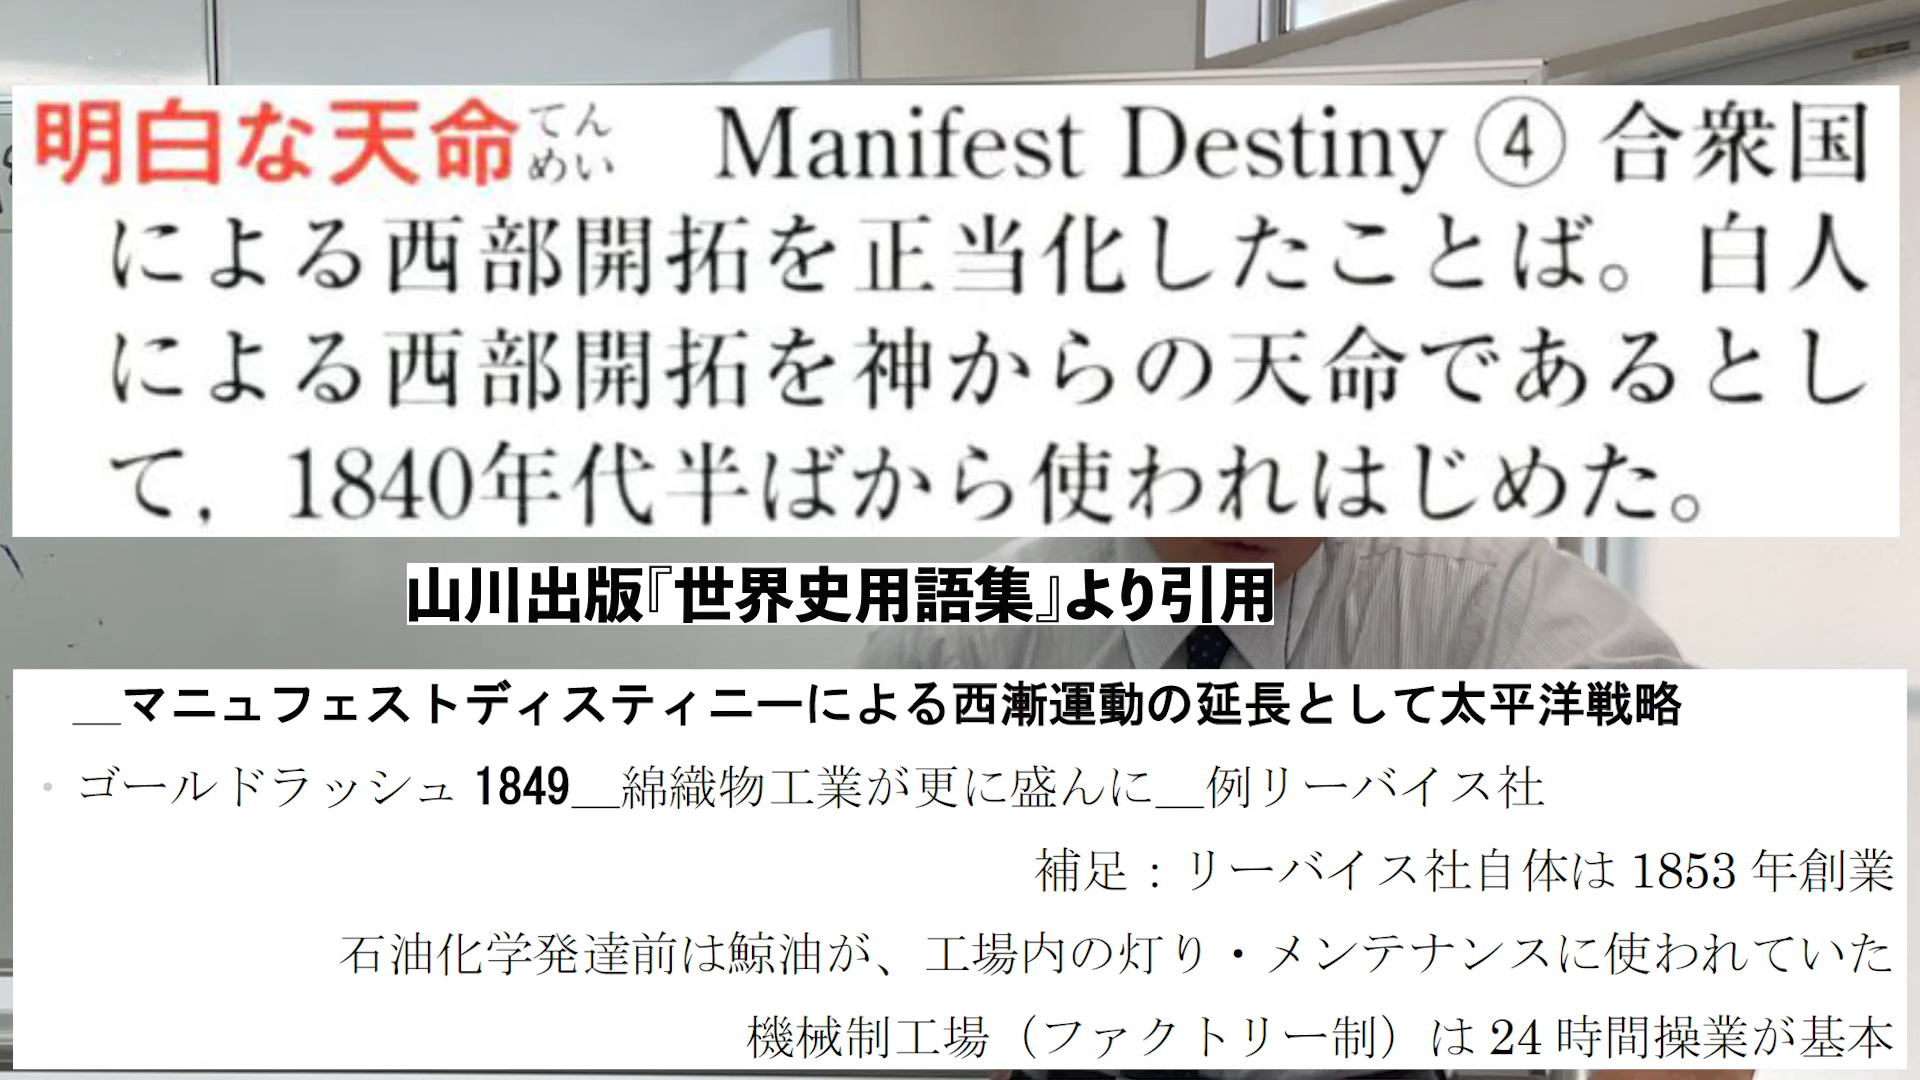 明白な天命てんめい Manifest Destiny ④ 合衆国
による西部開拓を正当化したことば。白人
による西部開拓を神からの天命であるとし
て，1840年代半ばから使われはじめた。
山川出版『世界史用語集』より引用
＿マニュフェストディスティニーによる西漸運動の延長として太平洋戦略
・ゴールドラッシュ 1849＿綿織物工業が更に盛んに＿例リーバイス社
補足：リーバイス社自体は 1853 年創業
石油化学発達前は鯨油が、工場内の灯り・メンテナンスに使われていた
機械制工場（ファクトリー制）は 24 時間操業が基本